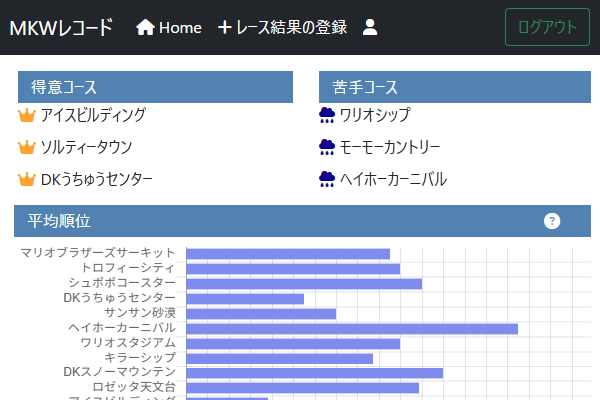 MKWレコード Home レース結果の登録 ログアウト
得意コース
アイスビルディング
ソルティータウン
DKうちゅうセンター
苦手コース
ワリオシップ
モーモーカントリー
ヘイホーカーニバル
平均順位 ?
マリオブラザーズサーキット
トロフィーシティ
シュポポコースター
DKうちゅうセンター
サンサン砂漠
ヘイホーカーニバル
ワリオスタジアム
キラーシップ
DKスノーマウンテン
ロゼッタ天文台
アイスビルディング